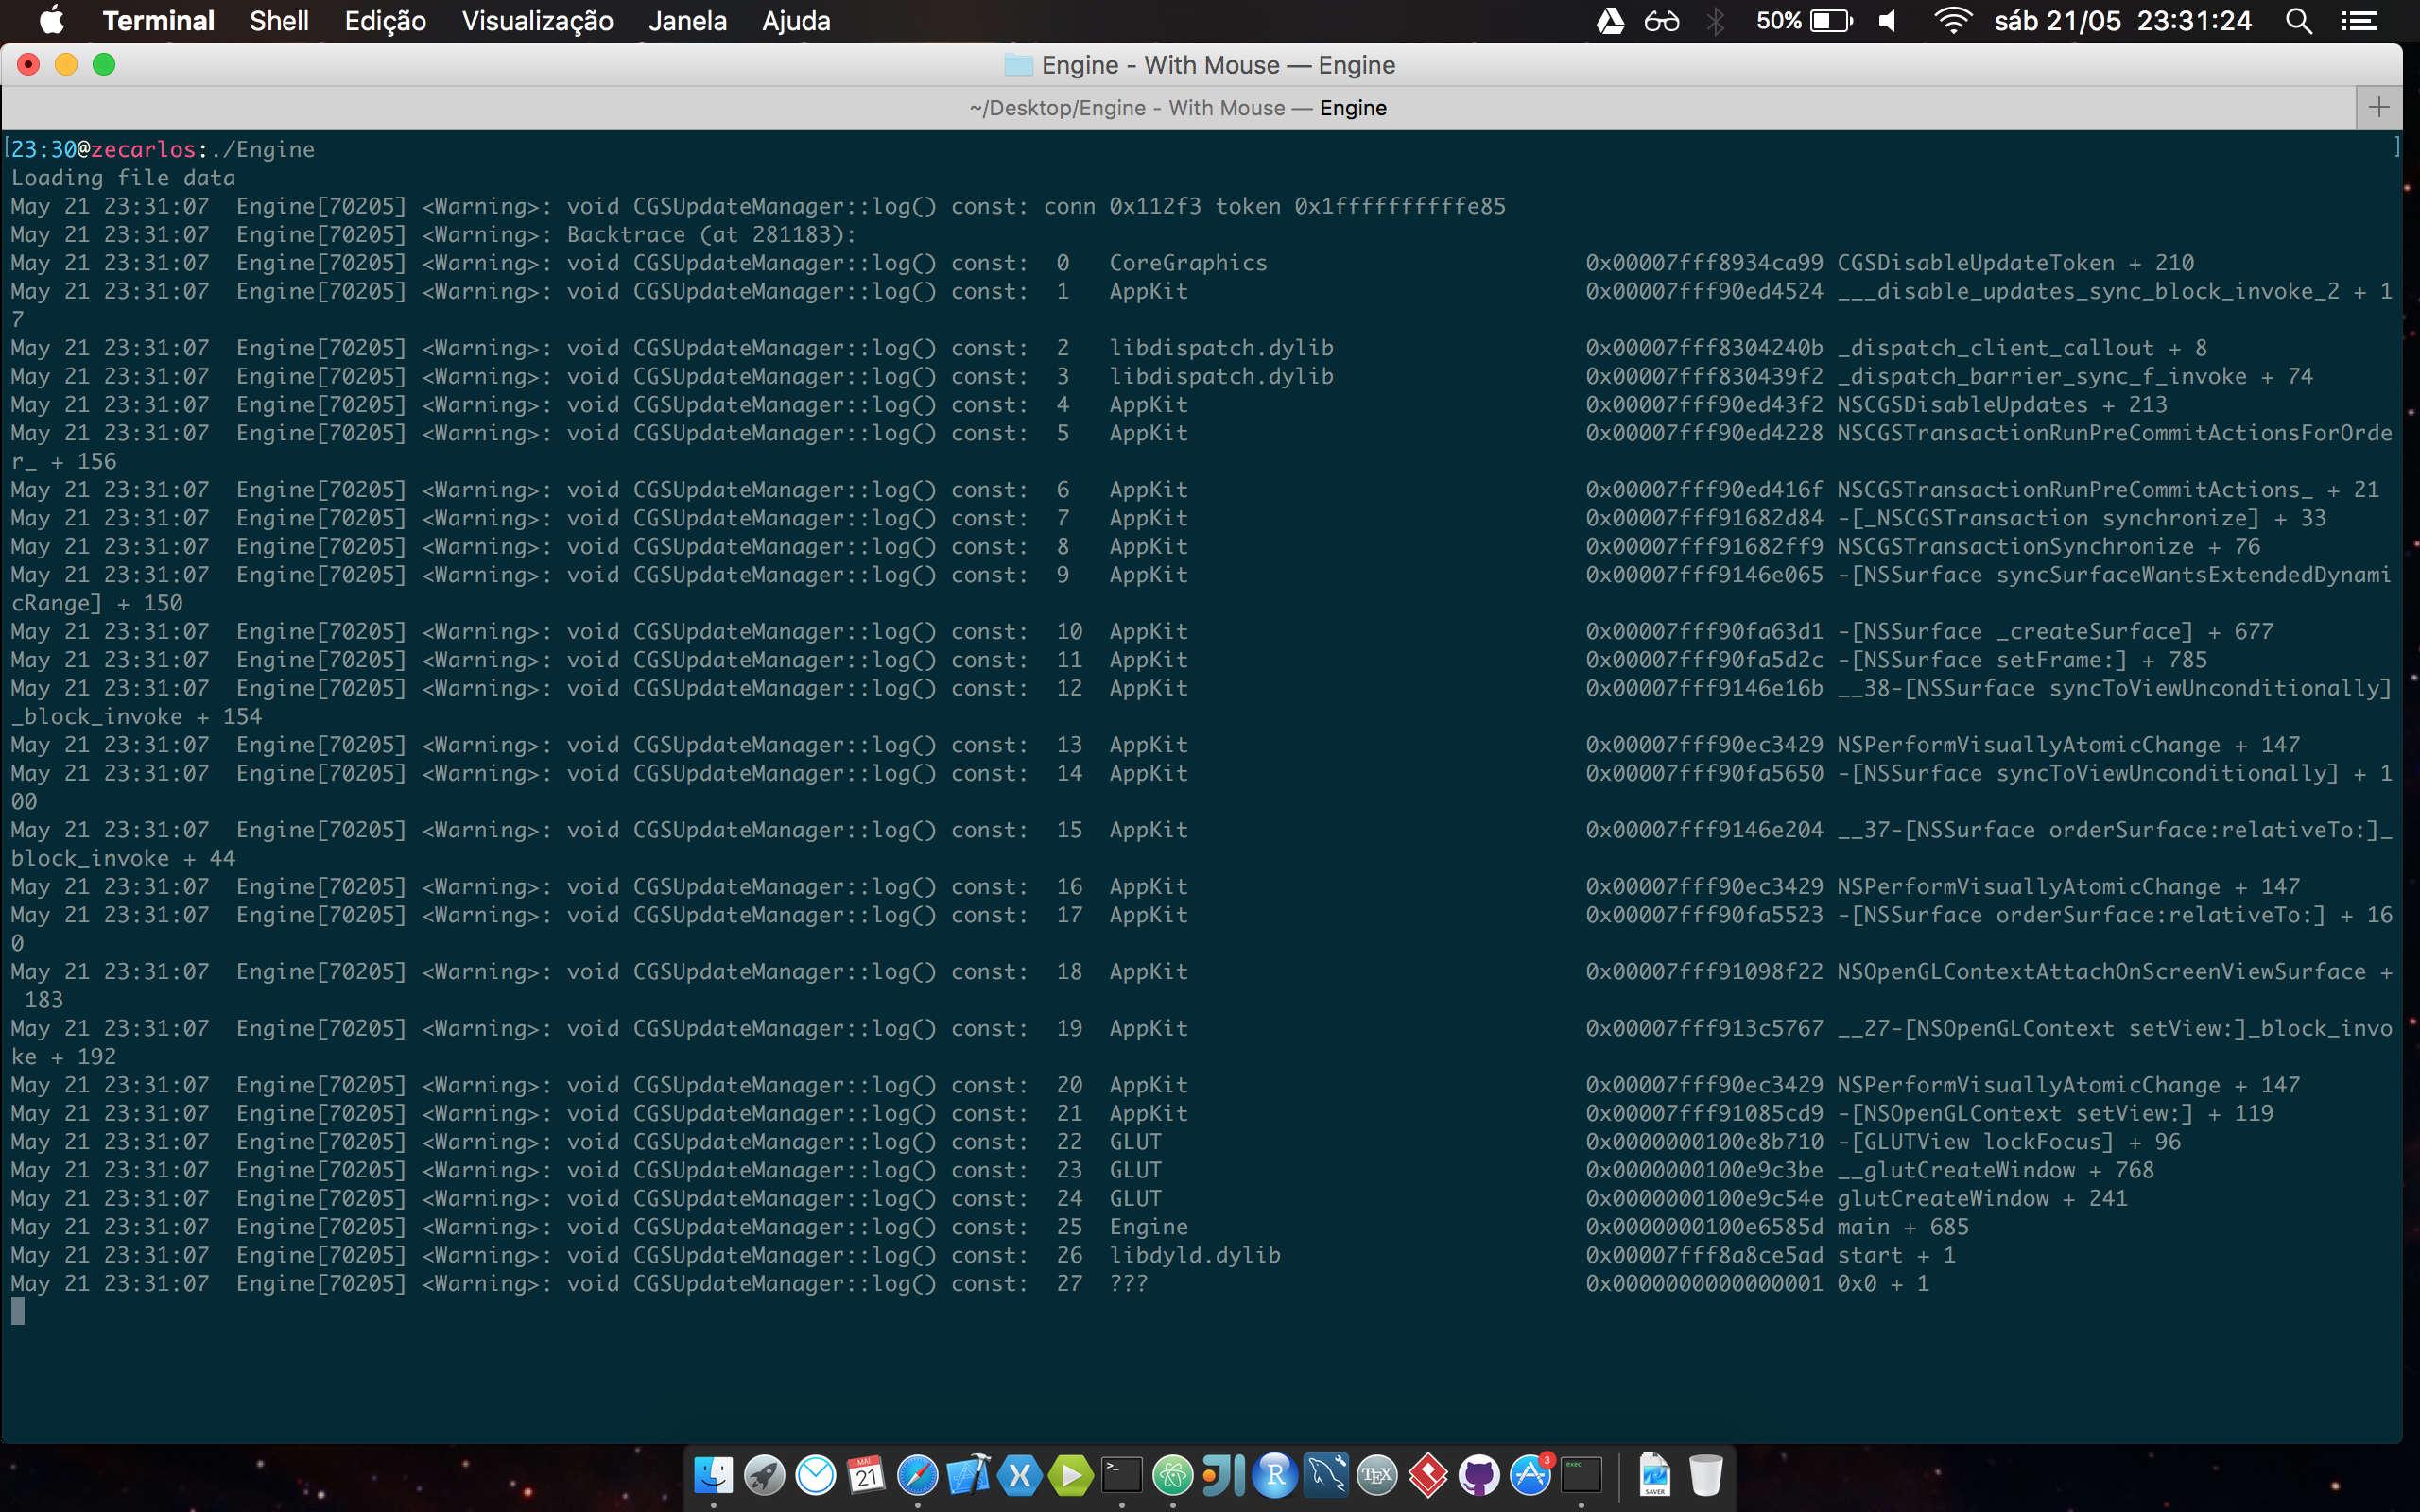 Terminal Shell Edição Visualização Janela Ajuda 50% sáb 21/05 23:31:24
Engine - With Mouse — Engine
~/Desktop/Engine - With Mouse — Engine
[23:30@zecarlos:./Engine ]
Loading file data
May 21 23:31:07  Engine[70205] <Warning>: void CGSUpdateManager::log() const: conn 0x112f3 token 0x1ffffffffffe85
May 21 23:31:07  Engine[70205] <Warning>: Backtrace (at 281183):
May 21 23:31:07  Engine[70205] <Warning>: void CGSUpdateManager::log() const:  0   CoreGraphics                        0x00007fff8934ca99 CGSDisableUpdateToken + 210
May 21 23:31:07  Engine[70205] <Warning>: void CGSUpdateManager::log() const:  1   AppKit                              0x00007fff90ed4524 ___disable_updates_sync_block_invoke_2 + 1
7
May 21 23:31:07  Engine[70205] <Warning>: void CGSUpdateManager::log() const:  2   libdispatch.dylib                   0x00007fff8304240b _dispatch_client_callout + 8
May 21 23:31:07  Engine[70205] <Warning>: void CGSUpdateManager::log() const:  3   libdispatch.dylib                   0x00007fff830439f2 _dispatch_barrier_sync_f_invoke + 74
May 21 23:31:07  Engine[70205] <Warning>: void CGSUpdateManager::log() const:  4   AppKit                              0x00007fff90ed43f2 NSCGSDisableUpdates + 213
May 21 23:31:07  Engine[70205] <Warning>: void CGSUpdateManager::log() const:  5   AppKit                              0x00007fff90ed4228 NSCGSTransactionRunPreCommitActionsForOrde
r_ + 156
May 21 23:31:07  Engine[70205] <Warning>: void CGSUpdateManager::log() const:  6   AppKit                              0x00007fff90ed416f NSCGSTransactionRunPreCommitActions_ + 21
May 21 23:31:07  Engine[70205] <Warning>: void CGSUpdateManager::log() const:  7   AppKit                              0x00007fff91682d84 -[_NSCGSTransaction synchronize] + 33
May 21 23:31:07  Engine[70205] <Warning>: void CGSUpdateManager::log() const:  8   AppKit                              0x00007fff91682ff9 NSCGSTransactionSynchronize + 76
May 21 23:31:07  Engine[70205] <Warning>: void CGSUpdateManager::log() const:  9   AppKit                              0x00007fff9146e065 -[NSSurface syncSurfaceWantsExtendedDynami
cRange] + 150
May 21 23:31:07  Engine[70205] <Warning>: void CGSUpdateManager::log() const:  10  AppKit                              0x00007fff90fa63d1 -[NSSurface _createSurface] + 677
May 21 23:31:07  Engine[70205] <Warning>: void CGSUpdateManager::log() const:  11  AppKit                              0x00007fff90fa5d2c -[NSSurface setFrame:] + 785
May 21 23:31:07  Engine[70205] <Warning>: void CGSUpdateManager::log() const:  12  AppKit                              0x00007fff9146e16b __38-[NSSurface syncToViewUnconditionally]
_block_invoke + 154
May 21 23:31:07  Engine[70205] <Warning>: void CGSUpdateManager::log() const:  13  AppKit                              0x00007fff90ec3429 NSPerformVisuallyAtomicChange + 147
May 21 23:31:07  Engine[70205] <Warning>: void CGSUpdateManager::log() const:  14  AppKit                              0x00007fff90fa5650 -[NSSurface syncToViewUnconditionally] + 1
00
May 21 23:31:07  Engine[70205] <Warning>: void CGSUpdateManager::log() const:  15  AppKit                              0x00007fff9146e204 __37-[NSSurface orderSurface:relativeTo:]_
block_invoke + 44
May 21 23:31:07  Engine[70205] <Warning>: void CGSUpdateManager::log() const:  16  AppKit                              0x00007fff90ec3429 NSPerformVisuallyAtomicChange + 147
May 21 23:31:07  Engine[70205] <Warning>: void CGSUpdateManager::log() const:  17  AppKit                              0x00007fff90fa5523 -[NSSurface orderSurface:relativeTo:] + 16
0
May 21 23:31:07  Engine[70205] <Warning>: void CGSUpdateManager::log() const:  18  AppKit                              0x00007fff91098f22 NSOpenGLContextAttachOnScreenViewSurface +
 183
May 21 23:31:07  Engine[70205] <Warning>: void CGSUpdateManager::log() const:  19  AppKit                              0x00007fff913c5767 __27-[NSOpenGLContext setView:]_block_invo
ke + 192
May 21 23:31:07  Engine[70205] <Warning>: void CGSUpdateManager::log() const:  20  AppKit                              0x00007fff90ec3429 NSPerformVisuallyAtomicChange + 147
May 21 23:31:07  Engine[70205] <Warning>: void CGSUpdateManager::log() const:  21  AppKit                              0x00007fff91085cd9 -[NSOpenGLContext setView:] + 119
May 21 23:31:07  Engine[70205] <Warning>: void CGSUpdateManager::log() const:  22  GLUT                                0x0000000100e8b710 -[GLUTView lockFocus] + 96
May 21 23:31:07  Engine[70205] <Warning>: void CGSUpdateManager::log() const:  23  GLUT                                0x0000000100e9c3be __glutCreateWindow + 768
May 21 23:31:07  Engine[70205] <Warning>: void CGSUpdateManager::log() const:  24  GLUT                                0x0000000100e9c54e glutCreateWindow + 241
May 21 23:31:07  Engine[70205] <Warning>: void CGSUpdateManager::log() const:  25  Engine                              0x0000000100e6585d main + 685
May 21 23:31:07  Engine[70205] <Warning>: void CGSUpdateManager::log() const:  26  libdyld.dylib                       0x00007fff8a8ce5ad start + 1
May 21 23:31:07  Engine[70205] <Warning>: void CGSUpdateManager::log() const:  27  ???                                 0x0000000000000001 0x0 + 1
MAI
21
X
>_
R
TEX
3
exec
SAVER